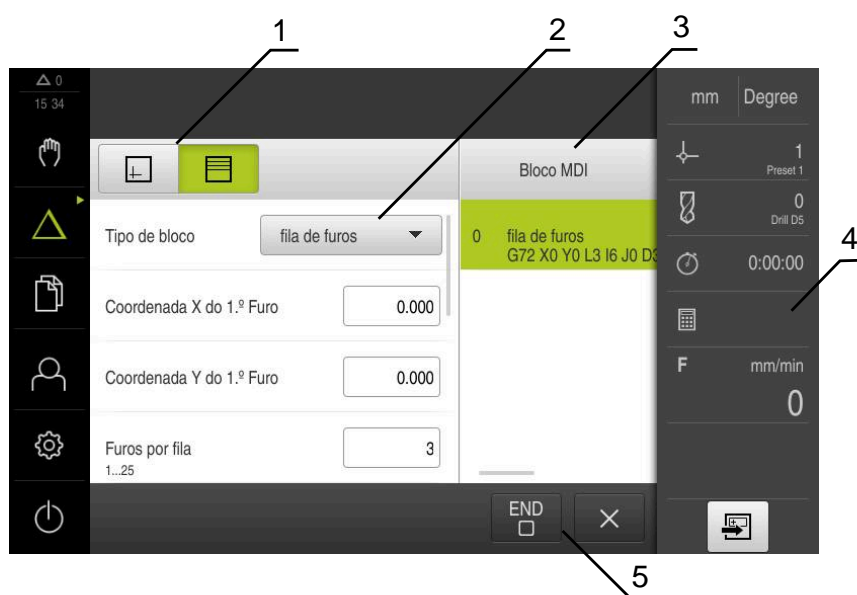 1
2
3
△ 0
15 34
mm Degree
1
Preset 1
Bloco MDI
0
Drill D5
Tipo de bloco fila de furos
0 fila de furos
G72 X0 Y0 L3 I6 J0 D3
4
0:00:00
Coordenada X do 1.º Furo 0.000
F mm/min
0
Coordenada Y do 1.º Furo 0.000
Furos por fila 3
1...25
END
5